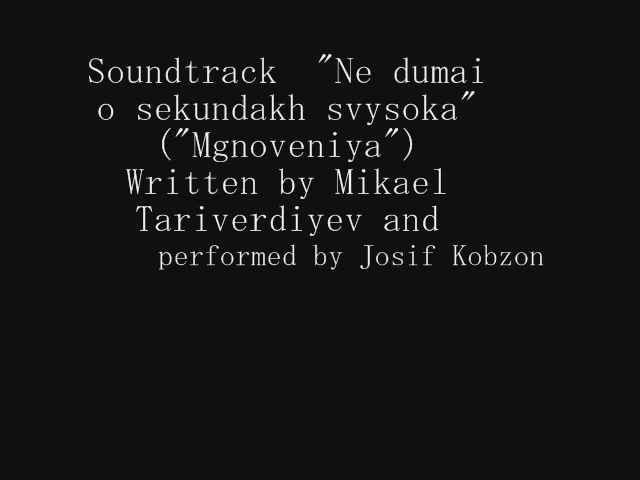 Soundtrack "Ne dumai
o sekundakh svysoka"
("Mgnoveniya")
Written by Mikael
Tariverdiyev and
performed by Josif Kobzon